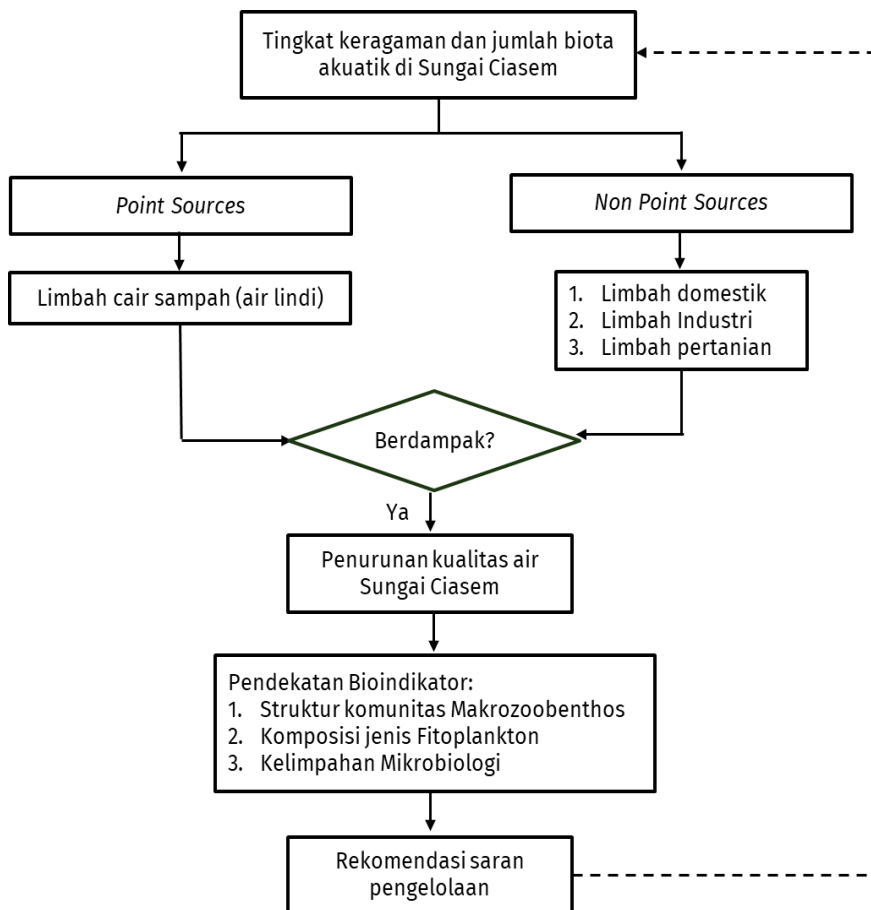 Tingkat keragaman dan jumlah biota
akuatik di Sungai Ciasem
Point Sources
Non Point Sources
Limbah cair sampah (air lindi)
1. Limbah domestik
2. Limbah Industri
3. Limbah pertanian
Berdampak?
Ya
Penurunan kualitas air
Sungai Ciasem
Pendekatan Bioindikator:
1. Struktur komunitas Makrozoobenthos
2. Komposisi jenis Fitoplankton
3. Kelimpahan Mikrobiologi
Rekomendasi saran
pengelolaan